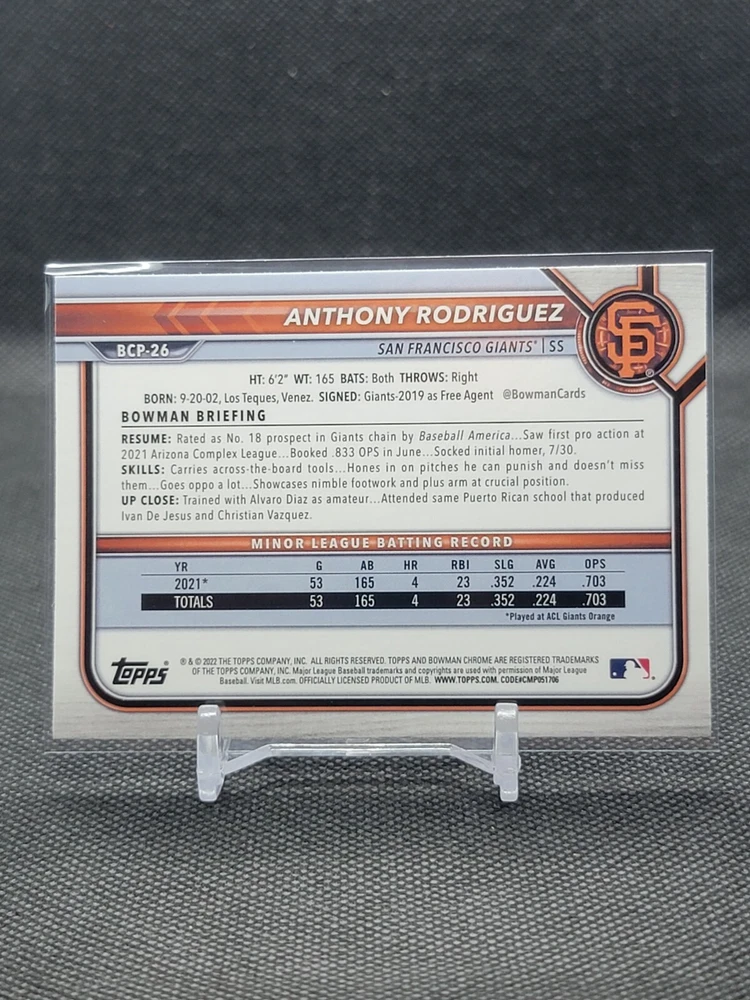 ANTHONY RODRIGUEZ
BCP-26
SAN FRANCISCO GIANTS® | SS
SF®
HT: 6'2" WT: 165 BATS: Both THROWS: Right
BORN: 9-20-02, Los Teques, Venez. SIGNED: Giants-2019 as Free Agent @BowmanCards
BOWMAN BRIEFING
RESUME: Rated as No. 18 prospect in Giants chain by Baseball America...Saw first pro action at
2021 Arizona Complex League...Booked .833 OPS in June...Socked initial homer, 7/30.
SKILLS: Carries across-the-board tools...Hones in on pitches he can punish and doesn't miss
them...Goes oppo a lot...Showcases nimble footwork and plus arm at crucial position.
UP CLOSE: Trained with Alvaro Diaz as amateur...Attended same Puerto Rican school that produced
Ivan De Jesus and Christian Vazquez.
MINOR LEAGUE BATTING RECORD
YR G AB HR RBI SLG AVG OPS
2021* 53 165 4 23 .352 .224 .703
TOTALS 53 165 4 23 .352 .224 .703
*Played at ACL Giants Orange
Topps®
® & © 2022 THE TOPPS COMPANY, INC. ALL RIGHTS RESERVED. TOPPS AND BOWMAN CHROME ARE REGISTERED TRADEMARKS
OF THE TOPPS COMPANY, INC. Major League Baseball trademarks and copyrights are used with permission of Major League
Baseball. Visit MLB.com. OFFICIALLY LICENSED PRODUCT OF MLB. WWW.TOPPS.COM. CODE#CMP051706